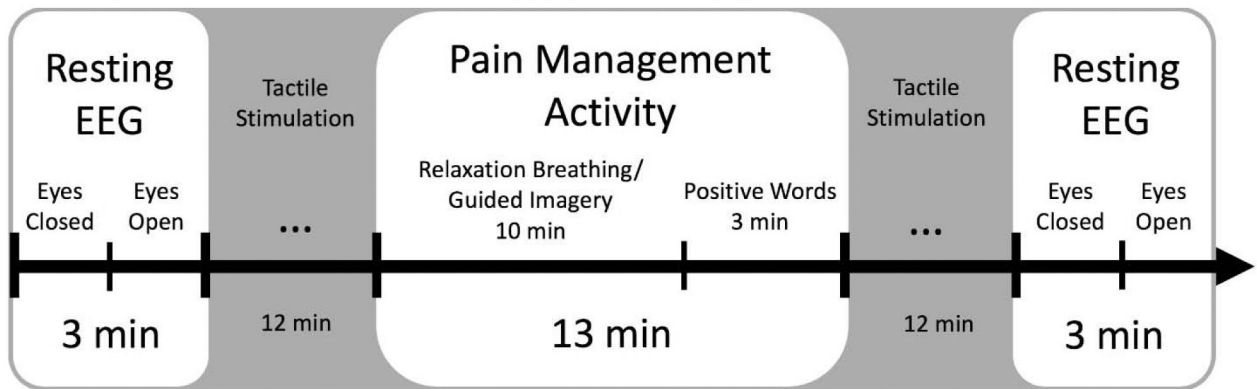 Resting
EEG
Eyes
Closed
Eyes
Open
3 min
Tactile
Stimulation
...
12 min
Pain Management
Activity
Relaxation Breathing/
Guided Imagery
10 min
Positive Words
3 min
13 min
Tactile
Stimulation
...
12 min
Resting
EEG
Eyes
Closed
Eyes
Open
3 min